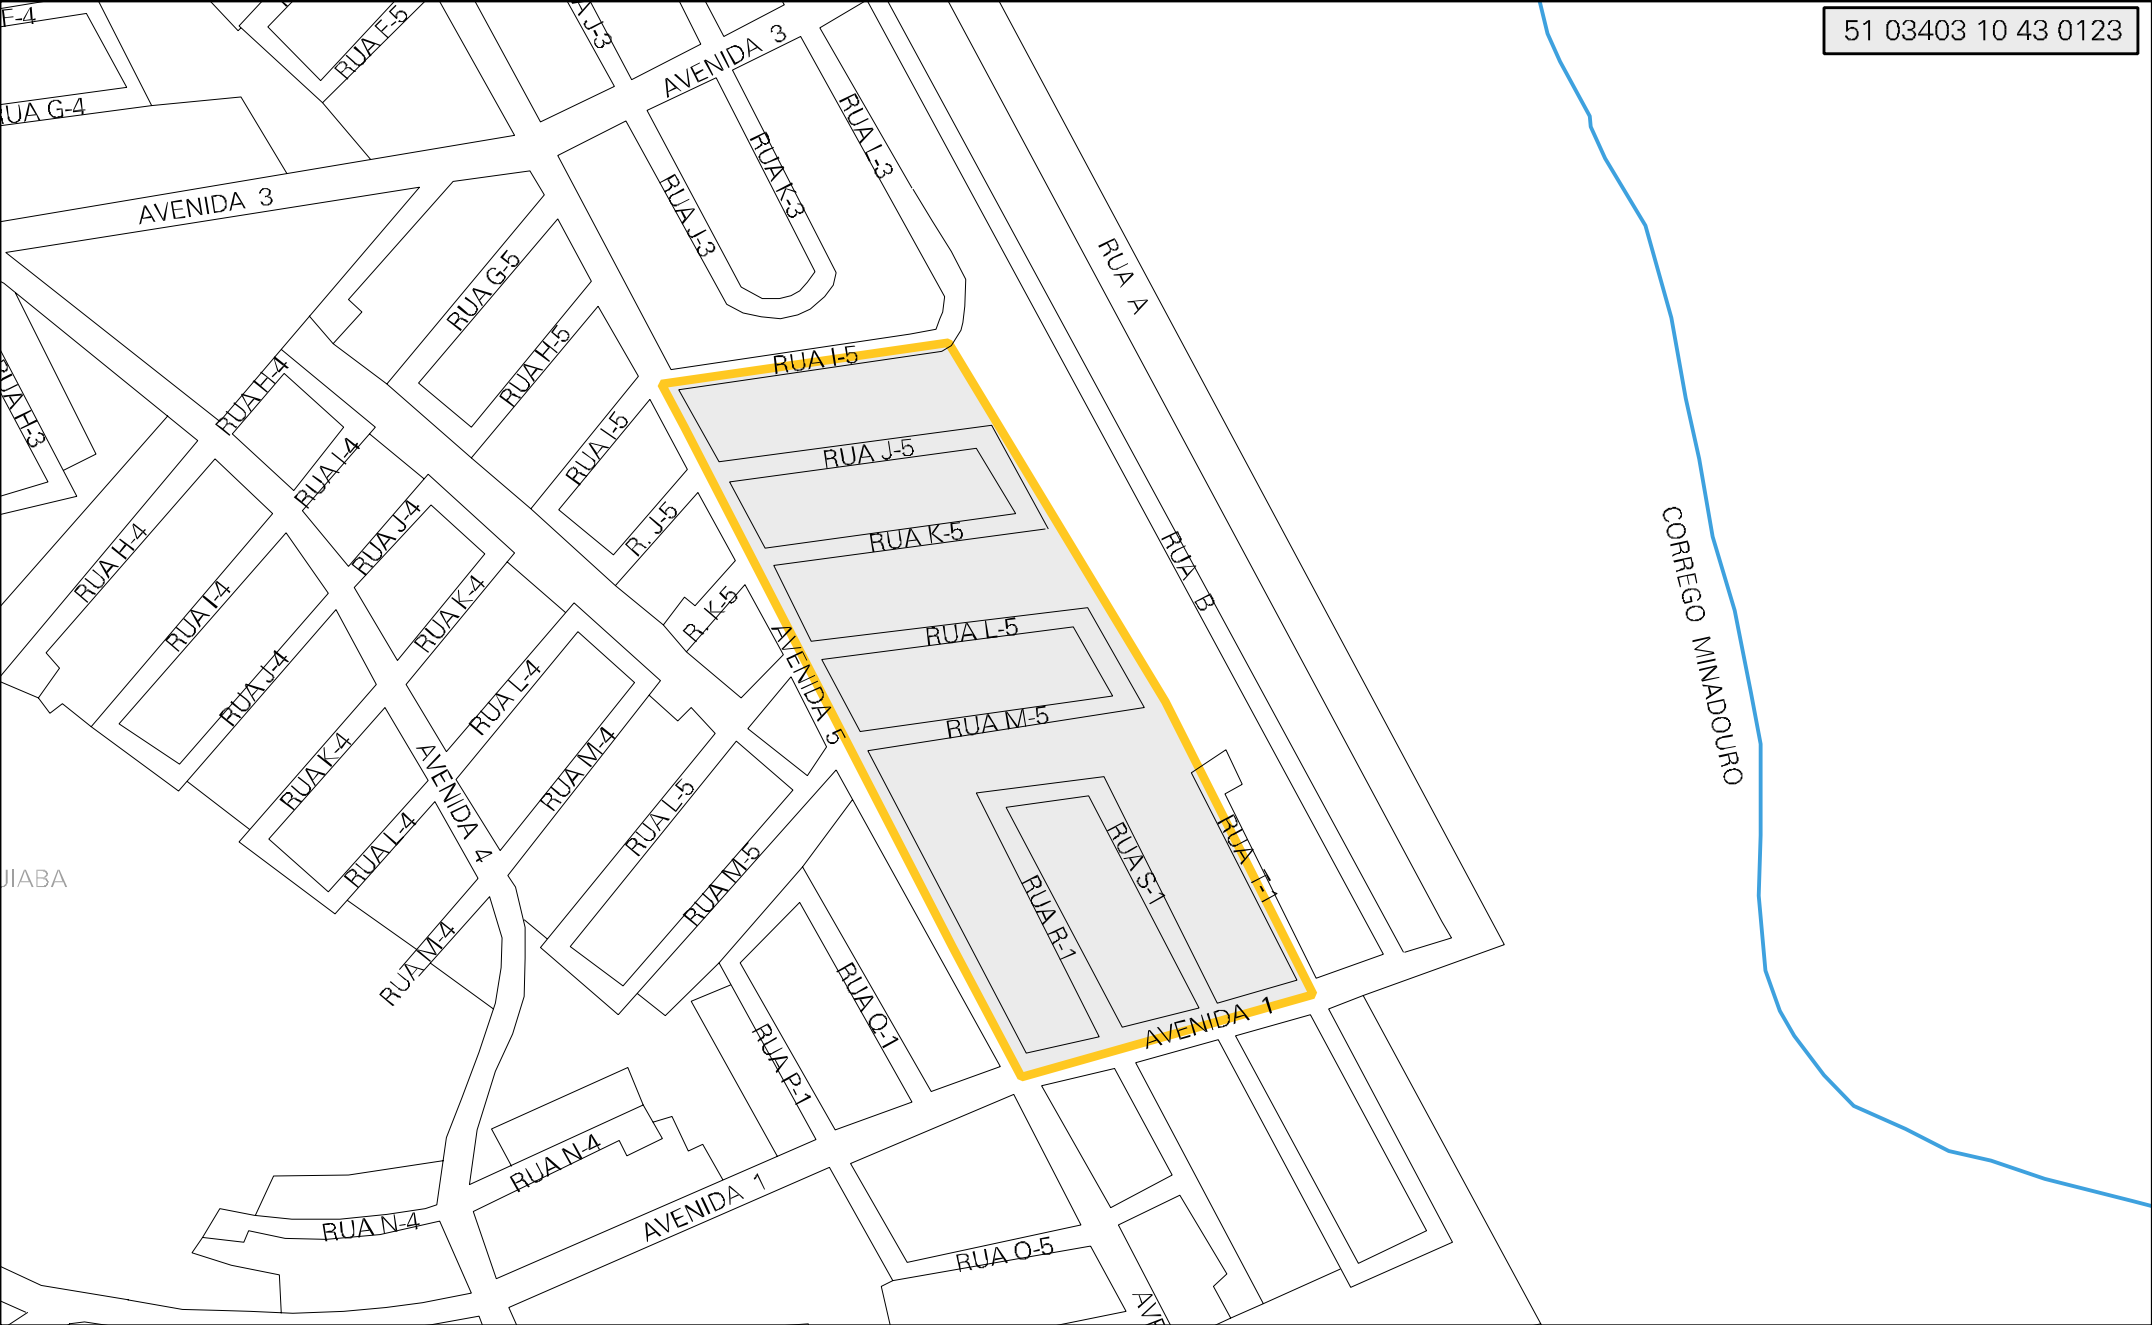 51 03403 10 43 0123
F-4
RUA F-5
A J-3
AVENIDA 3
RUA G-4
RUA L-3
RUA K-3
RUA J-3
AVENIDA 3
RUA G-5
RUA A
RUA H-5
RUA I-5
RUA H-4
RUA H-3
RUA I-5
RUA J-5
RUA I-4
R. J-5
RUA K-5
RUA J-4
RUA H-4
RUA B
CORREGO MINADOURO
RUA I-4
RUA K-4
R. K-5
RUA L-5
AVENIDA 5
RUA J-4
RUA L-4
RUA M-5
RUA K-4
RUA M-4
AVENIDA 4
RUA L-5
RUA L-4
RUA M-5
RUA S-1
RUA T-1
UIABA
RUA R-1
RUA M-4
RUA Q-1
AVENIDA 1
RUA P-1
RUA N-4
AVENIDA 1
RUA N-4
RUA O-5
AVE